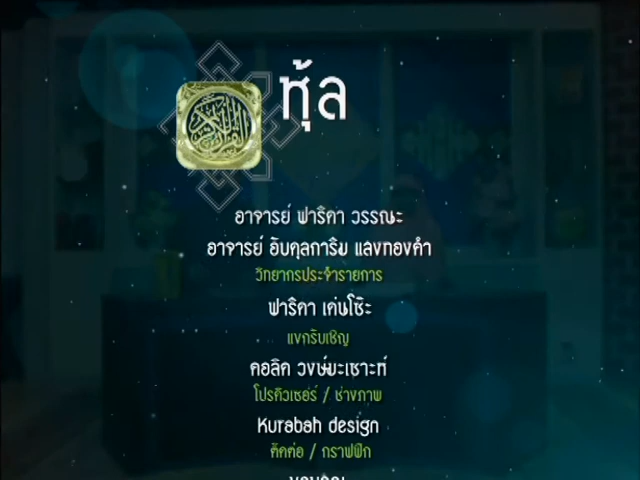 กุ้ล
อาจารย์ ฟาริดา วรรณะ
อาจารย์ อับดุลการิม แสงทองคำ
วิทยากรประจำรายการ
ฟาริดา เด่นโซ๊ะ
แขกรับเชิญ
คอลิด วงษ์มะเซาะห์
โปรดิวเซอร์ / ช่างภาพ
Kurabah design
ตัดต่อ / กราฟฟิก